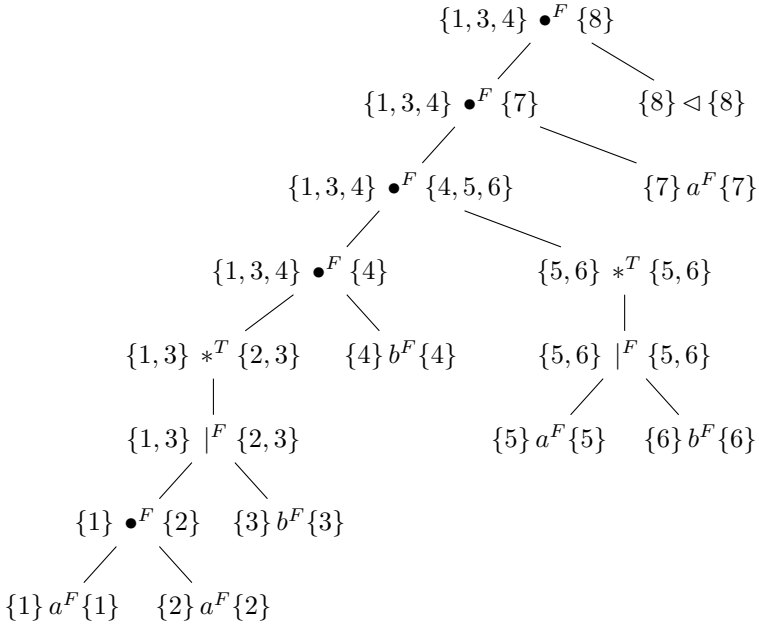 {1, 3, 4} •^F {8}
{1, 3, 4} •^F {7} {8} ◁ {8}
{1, 3, 4} •^F {4, 5, 6} {7} a^F {7}
{1, 3, 4} •^F {4} {5, 6} *^T {5, 6}
{1, 3} *^T {2, 3} {4} b^F {4} {5, 6} |^F {5, 6}
{1, 3} |^F {2, 3} {5} a^F {5} {6} b^F {6}
{1} •^F {2} {3} b^F {3}
{1} a^F {1} {2} a^F {2}